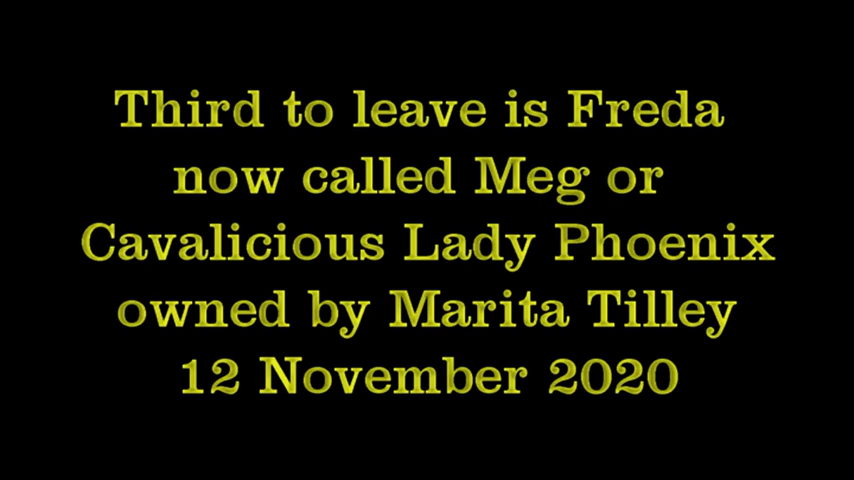 Third to leave is Freda
now called Meg or
Cavalicious Lady Phoenix
owned by Marita Tilley
12 November 2020